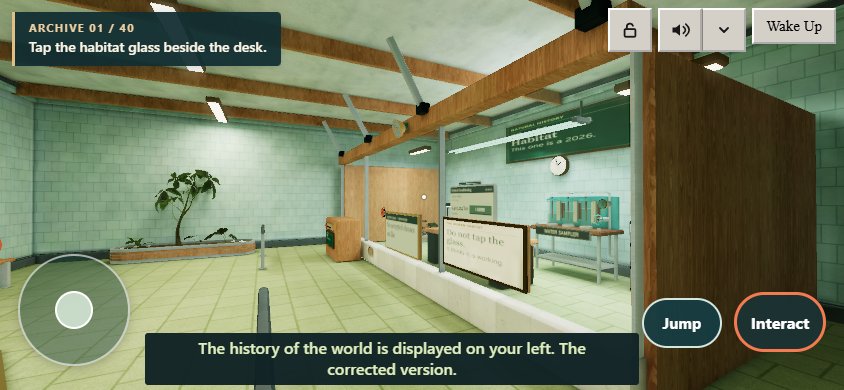 ARCHIVE 01 / 40
Tap the habitat glass beside the desk.
Wake Up
NATURAL HISTORY
Habitat
This one is a 2026.
Do not tap the
glass.
WATER SAMPLER
Jump
Interact
The history of the world is displayed on your left. The
corrected version.